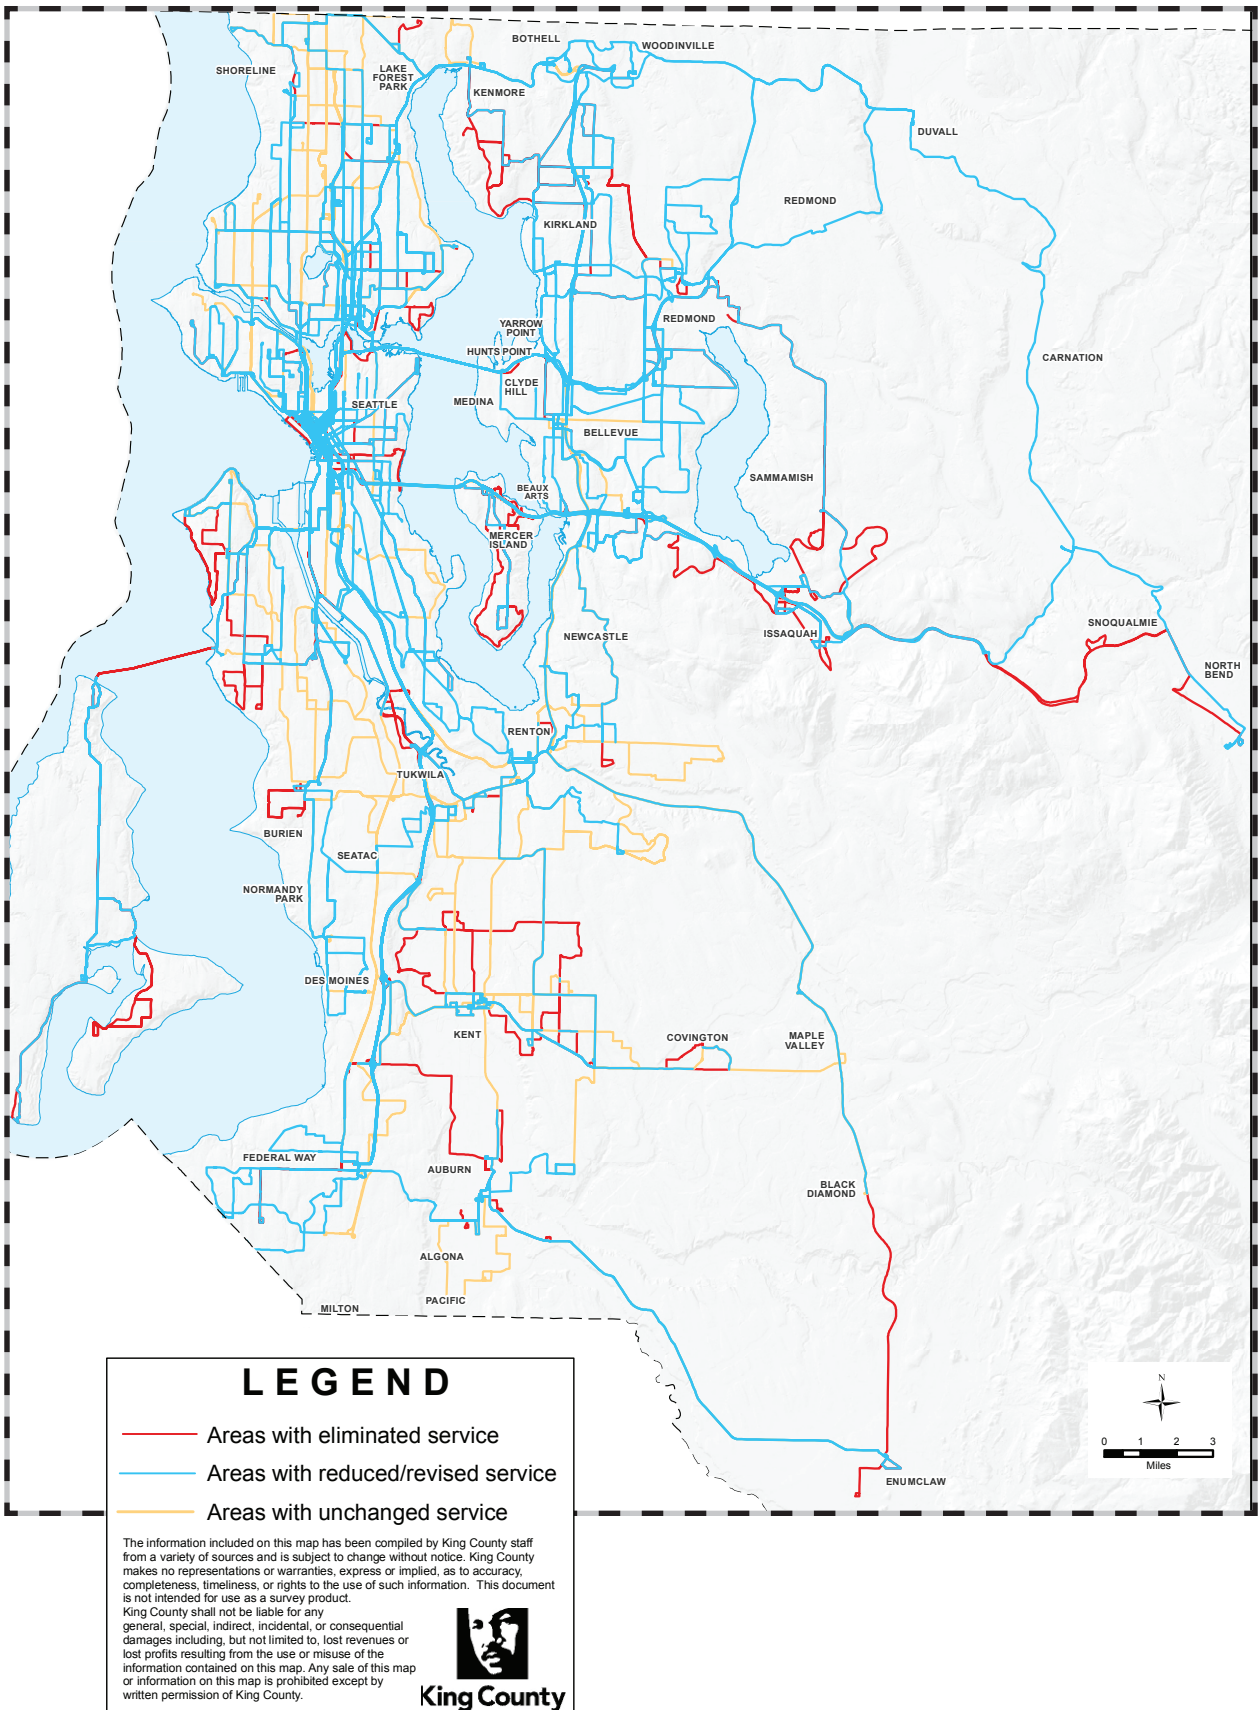 BOTHELL
WOODINVILLE
SHORELINE
LAKE
FOREST
PARK
KENMORE
DUVALL
REDMOND
KIRKLAND
YARROW
POINT
REDMOND
HUNTS POINT
CARNATION
CLYDE
HILL
MEDINA
SEATTLE
BELLEVUE
SAMMAMISH
BEAUX
ARTS
MERCER
ISLAND
NEWCASTLE
ISSAQUAH
SNOQUALMIE
NORTH
BEND
RENTON
TUKWILA
BURIEN
SEATAC
NORMANDY
PARK
DES MOINES
KENT
COVINGTON
MAPLE
VALLEY
FEDERAL WAY
AUBURN
BLACK
DIAMOND
ALGONA
PACIFIC
MILTON
ENUMCLAW
N
0 1 2 3
Miles
LEGEND
Areas with eliminated service
Areas with reduced/revised service
Areas with unchanged service
The information included on this map has been compiled by King County staff
from a variety of sources and is subject to change without notice. King County
makes no representations or warranties, express or implied, as to accuracy,
completeness, timeliness, or rights to the use of such information. This document
is not intended for use as a survey product.
King County shall not be liable for any
general, special, indirect, incidental, or consequential
damages including, but not limited to, lost revenues or
lost profits resulting from the use or misuse of the
information contained on this map. Any sale of this map
or information on this map is prohibited except by
written permission of King County.
King County